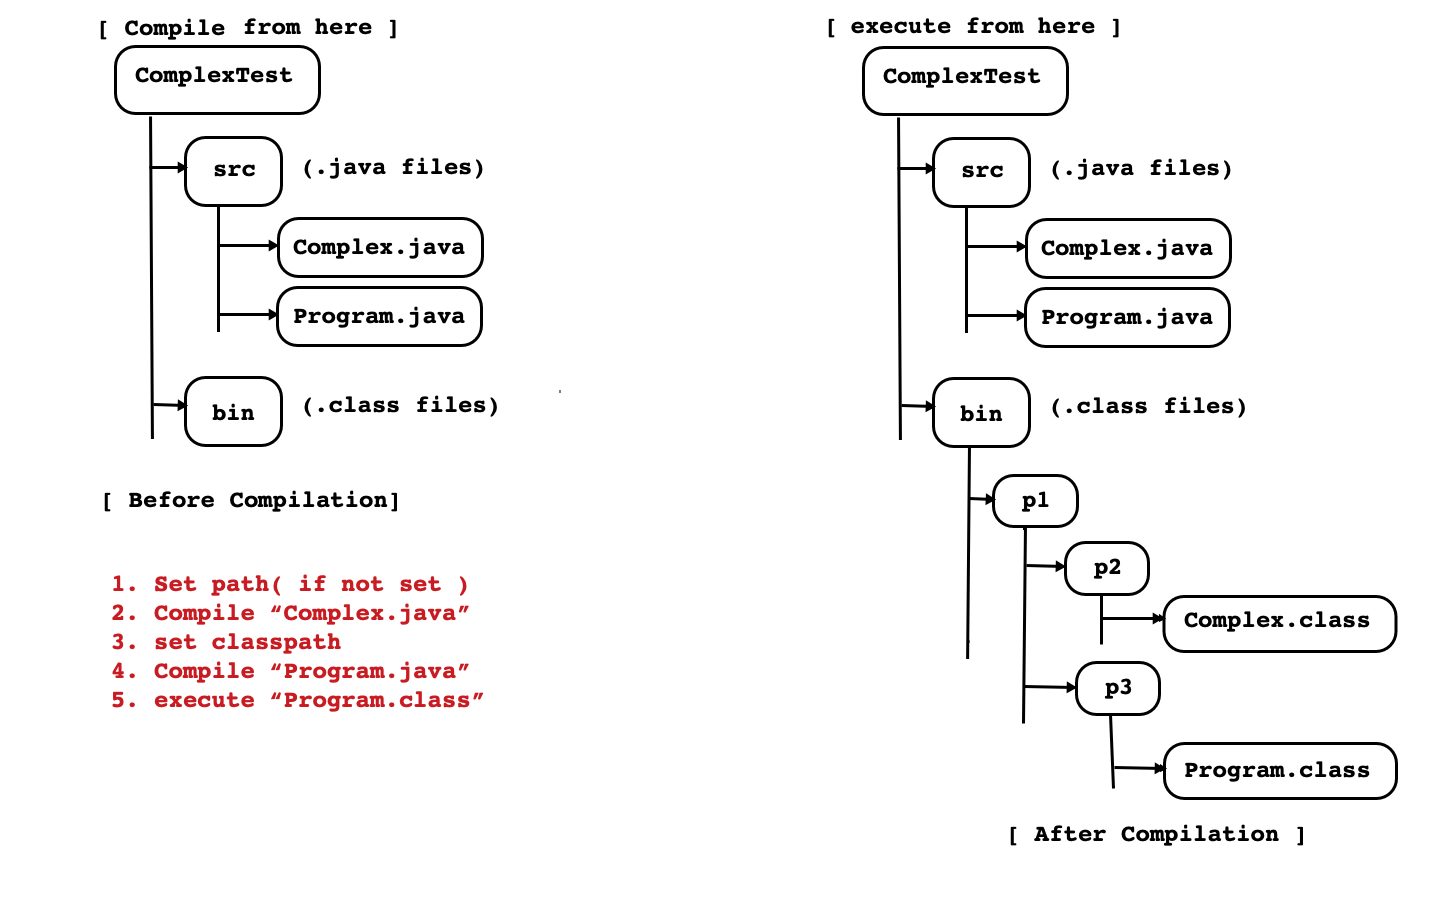 [ Compile from here ]
ComplexTest
src (.java files)
Complex.java
Program.java
bin (.class files)
[ Before Compilation]
1. Set path( if not set )
2. Compile “Complex.java”
3. set classpath
4. Compile “Program.java”
5. execute “Program.class”
[ execute from here ]
ComplexTest
src (.java files)
Complex.java
Program.java
bin (.class files)
p1
p2
Complex.class
p3
Program.class
[ After Compilation ]